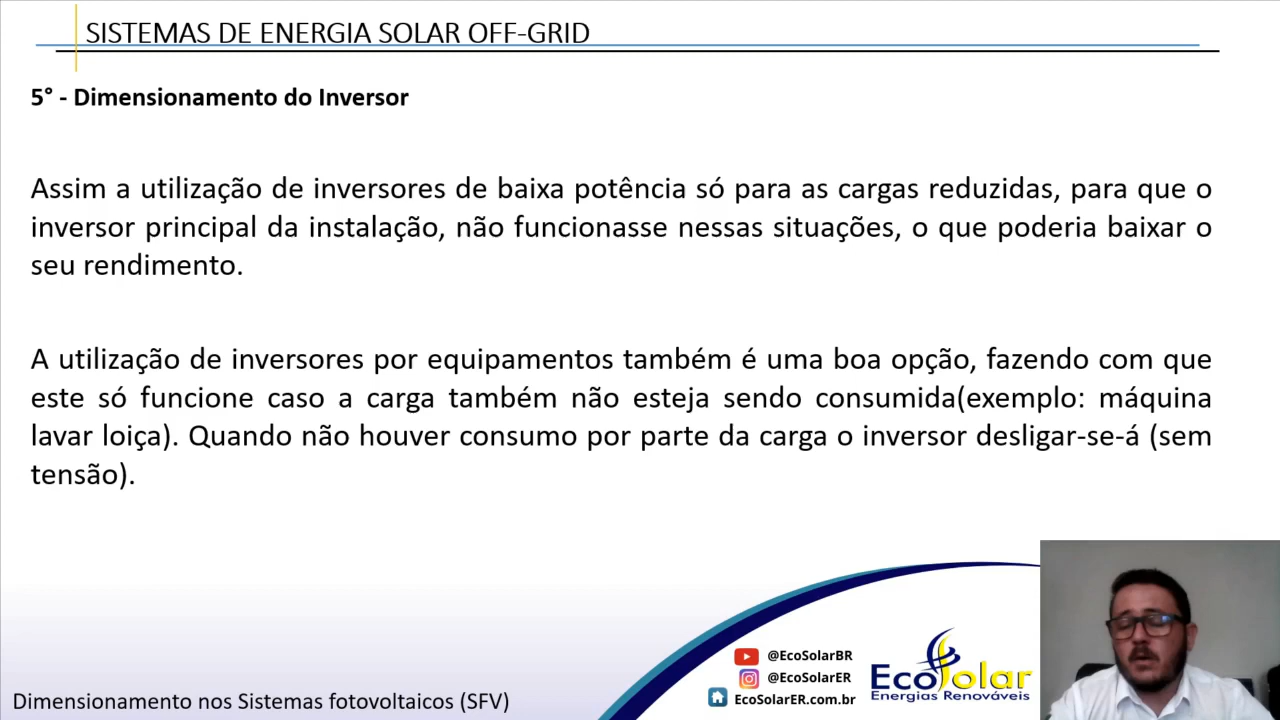 SISTEMAS DE ENERGIA SOLAR OFF-GRID
5° - Dimensionamento do Inversor
Assim a utilização de inversores de baixa potência só para as cargas reduzidas, para que o
inversor principal da instalação, não funcionasse nessas situações, o que poderia baixar o
seu rendimento.
A utilização de inversores por equipamentos também é uma boa opção, fazendo com que
este só funcione caso a carga também não esteja sendo consumida(exemplo: máquina
lavar loiça). Quando não houver consumo por parte da carga o inversor desligar-se-á (sem
tensão).
@EcoSolarBR
@EcoSolarER
EcoSolarER.com.br
EcoSolar
Energias Renováveis
Dimensionamento nos Sistemas fotovoltaicos (SFV)